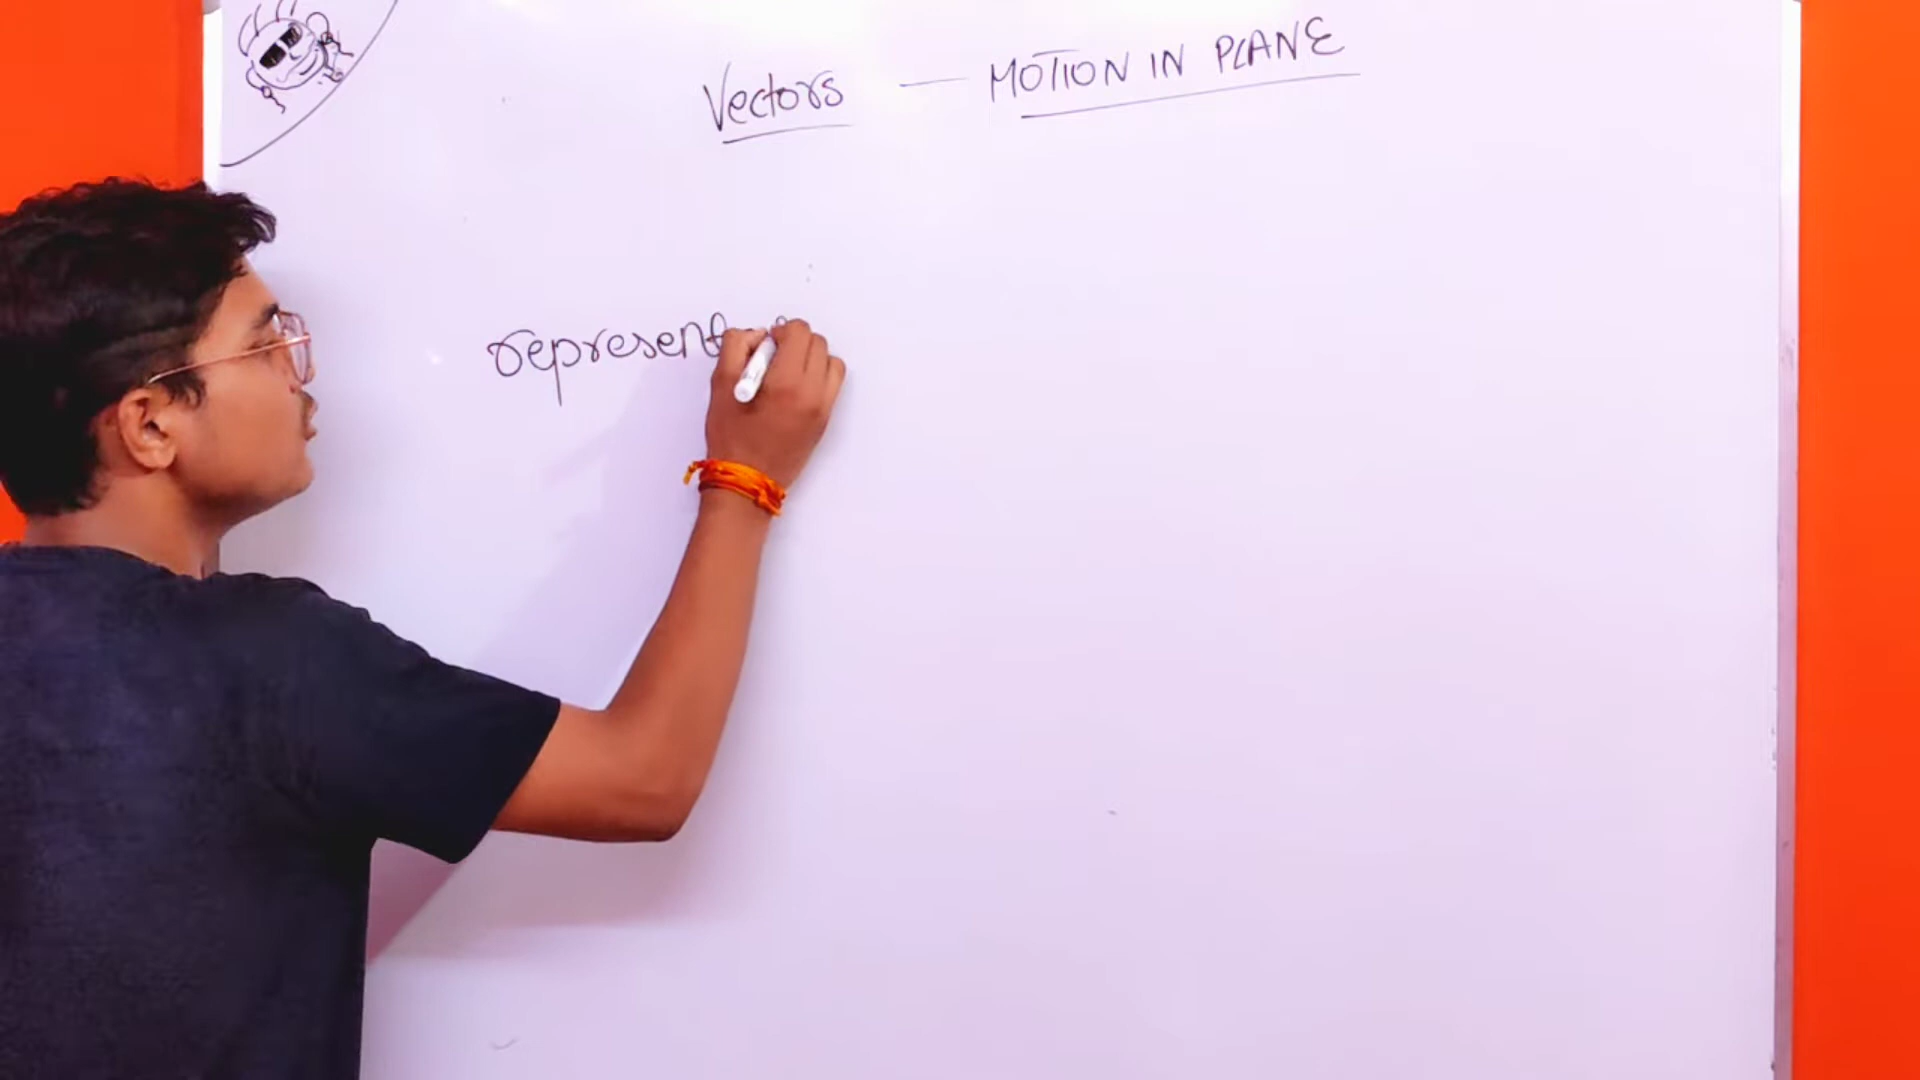 Vectors — MOTION IN PLANE
represent